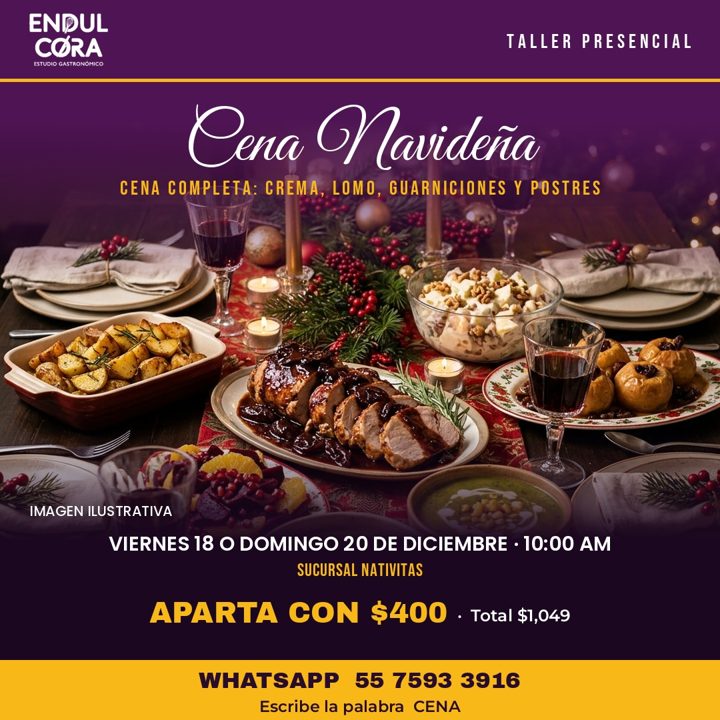 ENDUL
CORA
ESTUDIO GASTRONÓMICO
TALLER PRESENCIAL
Cena Navideña
CENA COMPLETA: CREMA, LOMO, GUARNICIONES Y POSTRES
IMAGEN ILUSTRATIVA
VIERNES 18 O DOMINGO 20 DE DICIEMBRE · 10:00 AM
SUCURSAL NATIVITAS
APARTA CON $400 · Total $1,049
WHATSAPP 55 7593 3916
Escribe la palabra CENA